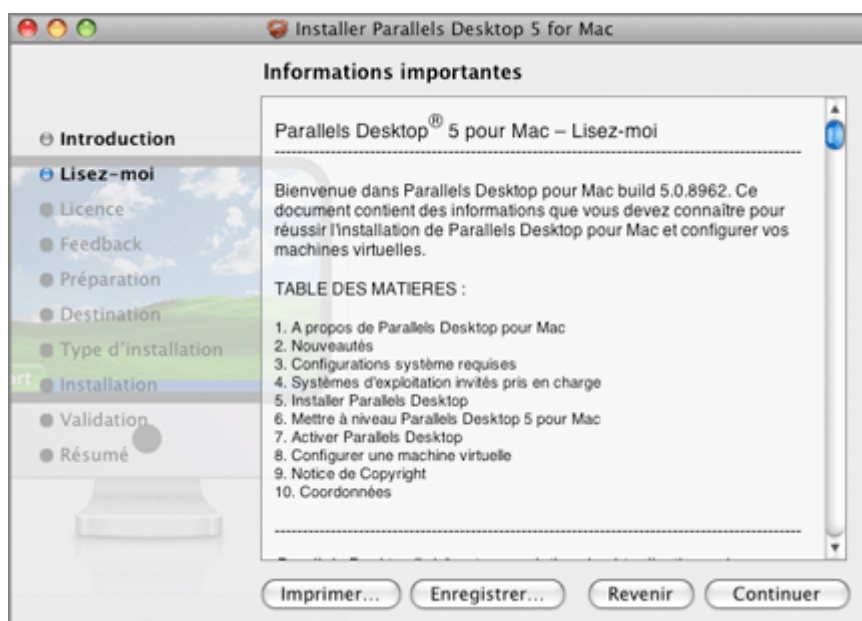 Installer Parallels Desktop 5 for Mac
Informations importantes
Introduction
Lisez-moi
Licence
Feedback
Préparation
Destination
Type d'installation
Installation
Validation
Résumé
Parallels Desktop® 5 pour Mac – Lisez-moi
Bienvenue dans Parallels Desktop pour Mac build 5.0.8962. Ce
document contient des informations que vous devez connaître pour
réussir l'installation de Parallels Desktop pour Mac et configurer vos
machines virtuelles.
TABLE DES MATIERES :
1. A propos de Parallels Desktop pour Mac
2. Nouveautés
3. Configurations système requises
4. Systèmes d'exploitation invités pris en charge
5. Installer Parallels Desktop
6. Mettre à niveau Parallels Desktop 5 pour Mac
7. Activer Parallels Desktop
8. Configurer une machine virtuelle
9. Notice de Copyright
10. Coordonnées
Imprimer... Enregistrer... Revenir Continuer